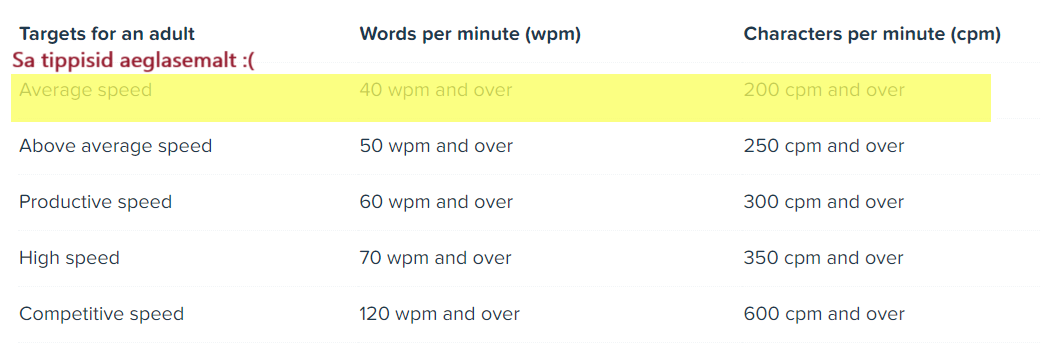 Targets for an adult Words per minute (wpm) Characters per minute (cpm)
Sa tippisid aeglasemalt :(
Average speed 40 wpm and over 200 cpm and over
Above average speed 50 wpm and over 250 cpm and over
Productive speed 60 wpm and over 300 cpm and over
High speed 70 wpm and over 350 cpm and over
Competitive speed 120 wpm and over 600 cpm and over